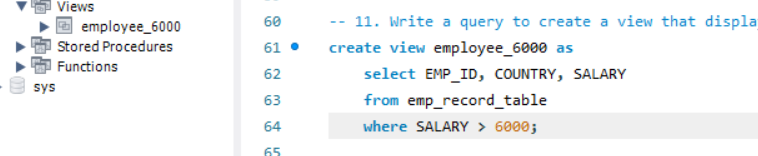 Views
employee_6000
Stored Procedures
Functions
sys
60 -- 11. Write a query to create a view that displa
61 create view employee_6000 as
62 select EMP_ID, COUNTRY, SALARY
63 from emp_record_table
64 where SALARY > 6000;
65